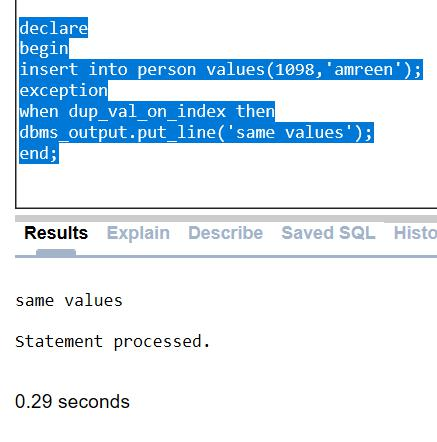 declare
begin
insert into person values(1098,'amreen');
exception
when dup_val_on_index then
dbms_output.put_line('same values');
end;
Results Explain Describe Saved SQL Histo
same values
Statement processed.
0.29 seconds